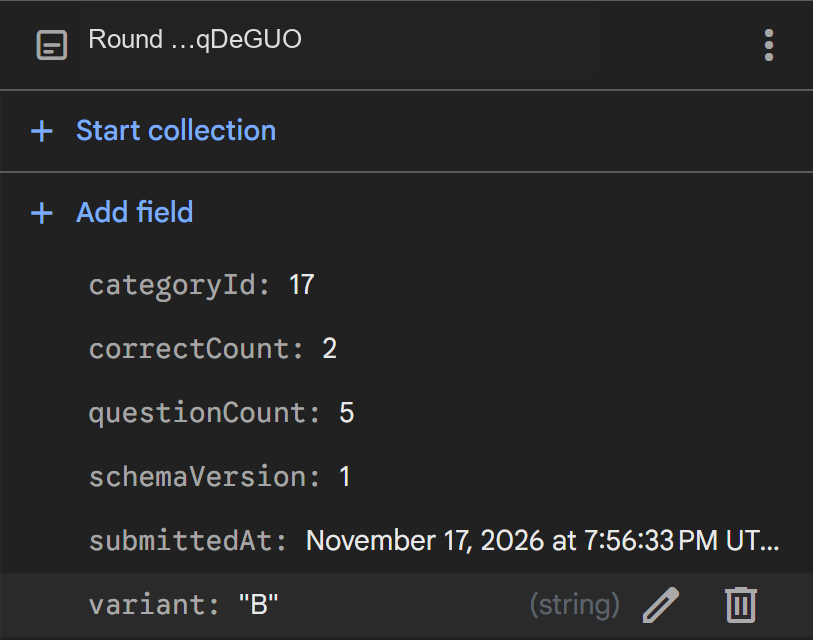 Round …qDeGUO
+ Start collection
+ Add field
categoryId: 17
correctCount: 2
questionCount: 5
schemaVersion: 1
submittedAt: November 17, 2026 at 7:56:33 PM UT...
variant: "B" (string)